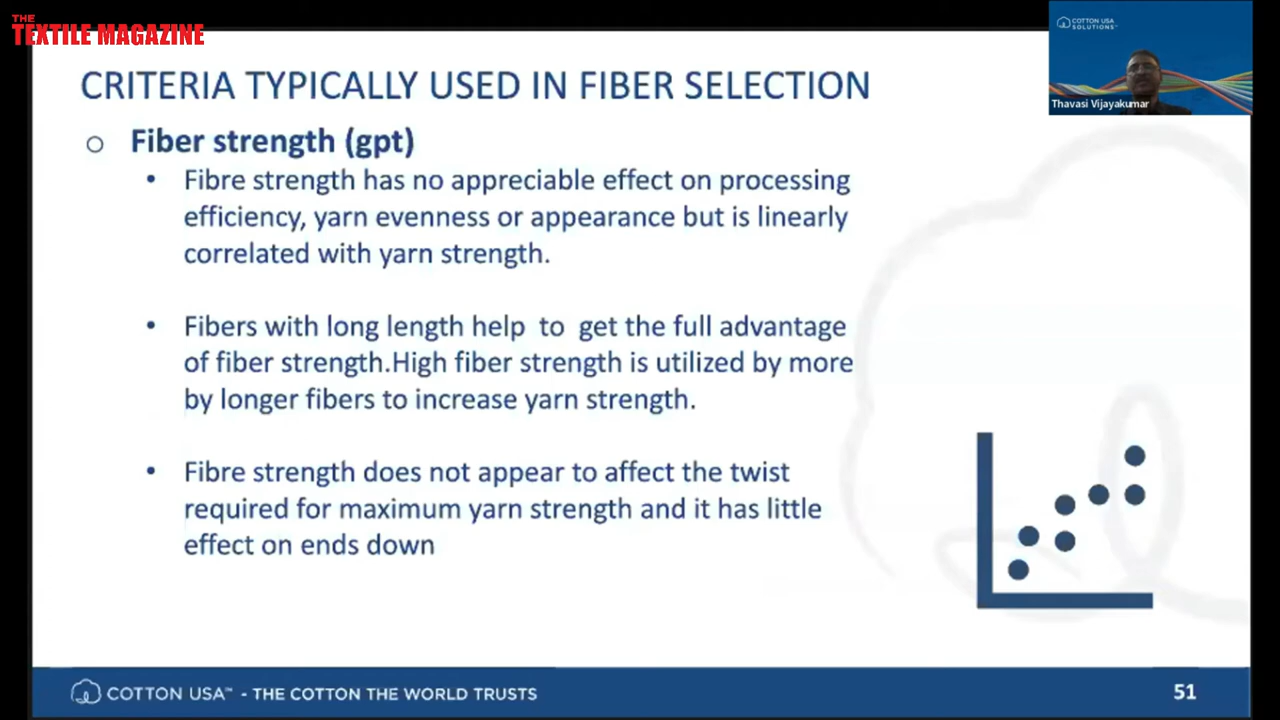 THE
TEXTILE MAGAZINE
COTTON USA
SOLUTIONS™
Thavasi Vijayakumar
CRITERIA TYPICALLY USED IN FIBER SELECTION
Fiber strength (gpt)
• Fibre strength has no appreciable effect on processing
efficiency, yarn evenness or appearance but is linearly
correlated with yarn strength.
• Fibers with long length help to get the full advantage
of fiber strength.High fiber strength is utilized by more
by longer fibers to increase yarn strength.
• Fibre strength does not appear to affect the twist
required for maximum yarn strength and it has little
effect on ends down
COTTON USA™ - THE COTTON THE WORLD TRUSTS
51